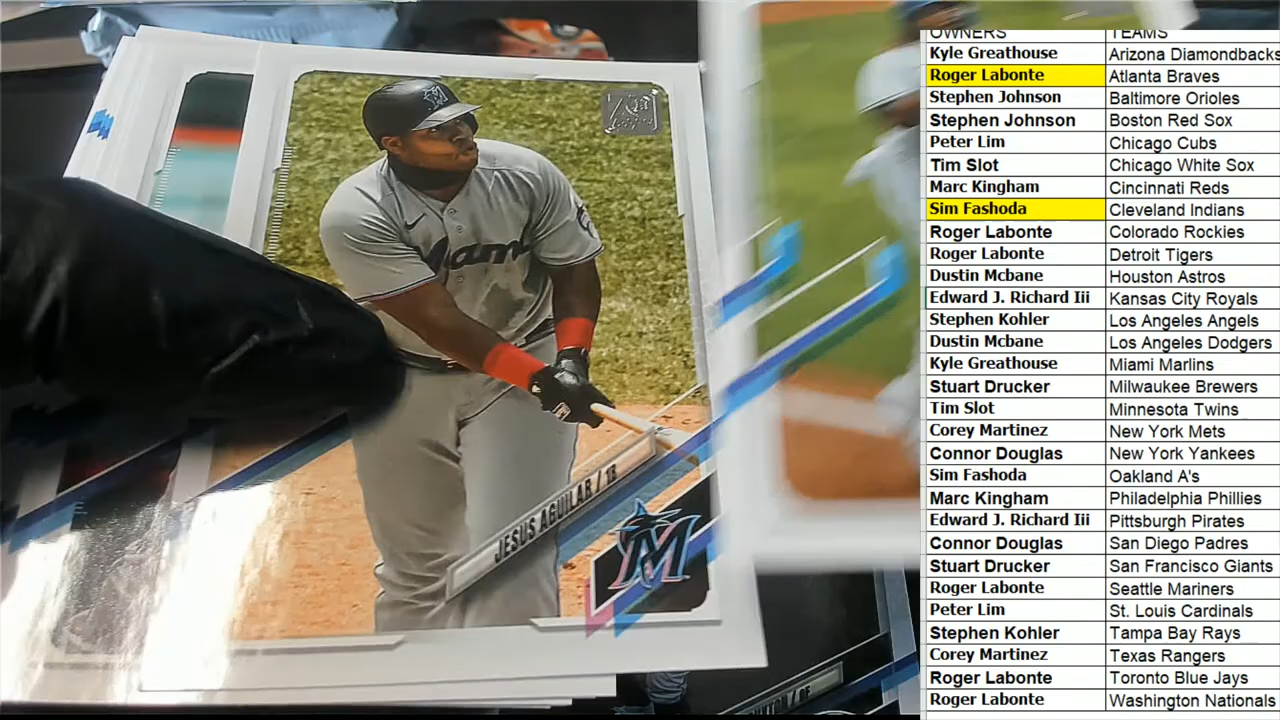 OWNERS TEAMS
Kyle Greathouse Arizona Diamondbacks
Roger Labonte Atlanta Braves
Stephen Johnson Baltimore Orioles
Stephen Johnson Boston Red Sox
Peter Lim Chicago Cubs
Tim Slot Chicago White Sox
Marc Kingham Cincinnati Reds
Sim Fashoda Cleveland Indians
Roger Labonte Colorado Rockies
Roger Labonte Detroit Tigers
Dustin Mcbane Houston Astros
Edward J. Richard Iii Kansas City Royals
Stephen Kohler Los Angeles Angels
Dustin Mcbane Los Angeles Dodgers
Kyle Greathouse Miami Marlins
Stuart Drucker Milwaukee Brewers
Tim Slot Minnesota Twins
Corey Martinez New York Mets
Connor Douglas New York Yankees
Sim Fashoda Oakland A's
Marc Kingham Philadelphia Phillies
Edward J. Richard Iii Pittsburgh Pirates
Connor Douglas San Diego Padres
Stuart Drucker San Francisco Giants
Roger Labonte Seattle Mariners
Peter Lim St. Louis Cardinals
Stephen Kohler Tampa Bay Rays
Corey Martinez Texas Rangers
Roger Labonte Toronto Blue Jays
Roger Labonte Washington Nationals
70
Miami
JESUS AGUILAR / 1B
M